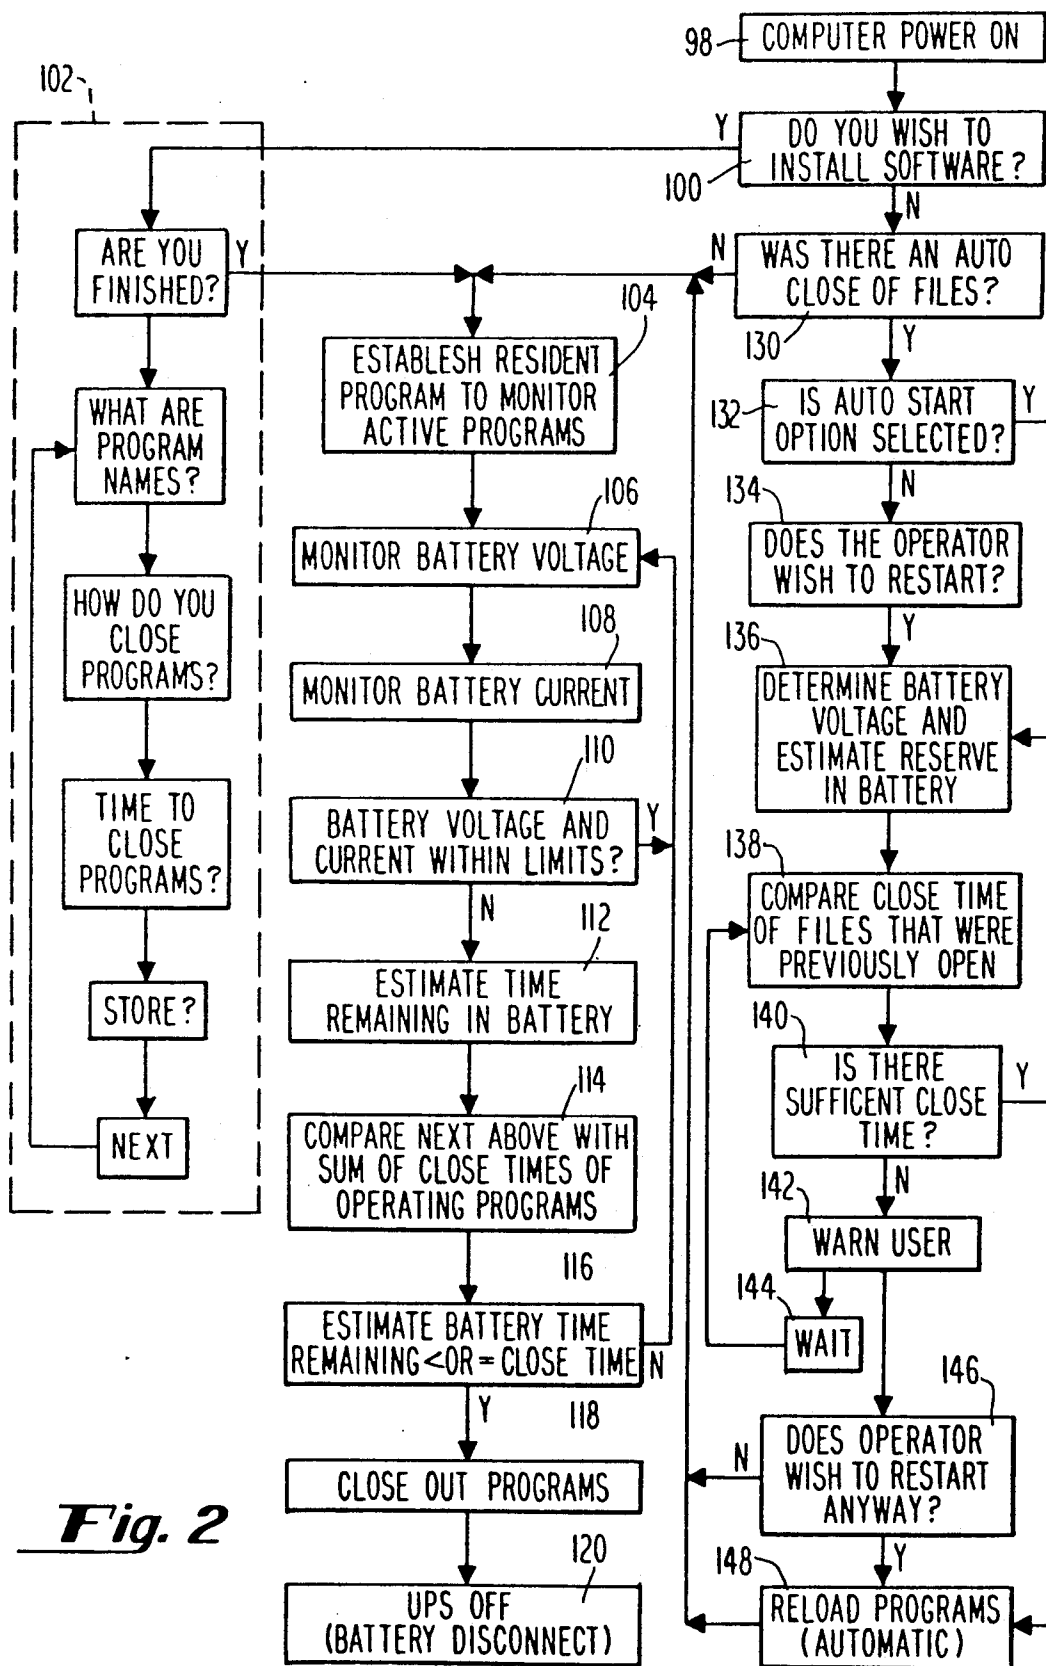 98
COMPUTER POWER ON
102
Y
DO YOU WISH TO
INSTALL SOFTWARE?
100
N
ARE YOU
FINISHED?
Y
N
WAS THERE AN AUTO
CLOSE OF FILES?
130
Y
104
ESTABLESH RESIDENT
PROGRAM TO MONITOR
ACTIVE PROGRAMS
132
IS AUTO START
OPTION SELECTED?
Y
N
WHAT ARE
PROGRAM
NAMES?
106
MONITOR BATTERY VOLTAGE
134
DOES THE OPERATOR
WISH TO RESTART?
Y
HOW DO YOU
CLOSE
PROGRAMS?
108
MONITOR BATTERY CURRENT
136
DETERMINE BATTERY
VOLTAGE AND
ESTIMATE RESERVE
IN BATTERY
TIME TO
CLOSE
PROGRAMS?
110
BATTERY VOLTAGE AND
CURRENT WITHIN LIMITS?
Y
N
138
COMPARE CLOSE TIME
OF FILES THAT WERE
PREVIOUSLY OPEN
STORE?
112
ESTIMATE TIME
REMAINING IN BATTERY
140
IS THERE
SUFFICENT CLOSE
TIME?
Y
N
NEXT
114
COMPARE NEXT ABOVE WITH
SUM OF CLOSE TIMES OF
OPERATING PROGRAMS
142
WARN USER
116
ESTIMATE BATTERY TIME
REMAINING <OR = CLOSE TIME
N
Y
144
WAIT
118
CLOSE OUT PROGRAMS
146
DOES OPERATOR
WISH TO RESTART
ANYWAY?
N
Y
Fig. 2
120
UPS OFF
(BATTERY DISCONNECT)
148
RELOAD PROGRAMS
(AUTOMATIC)